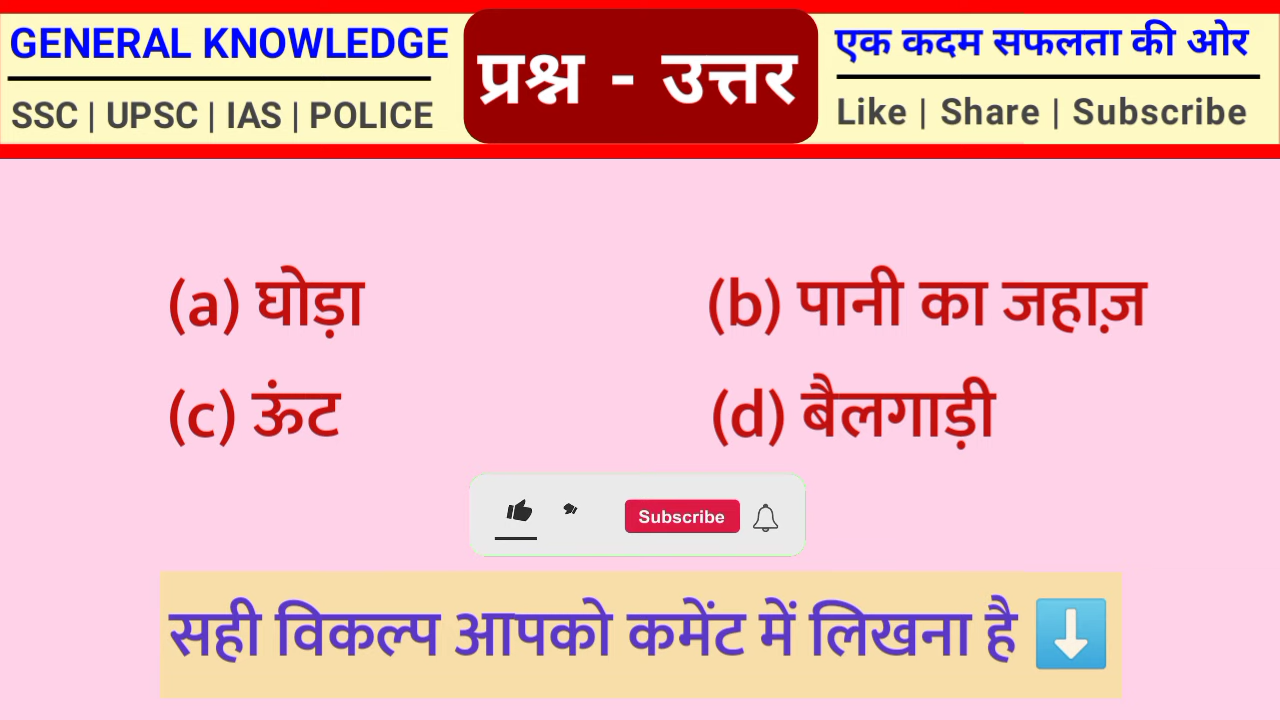 GENERAL KNOWLEDGE
SSC | UPSC | IAS | POLICE
प्रश्न - उत्तर
एक कदम सफलता की ओर
Like | Share | Subscribe
(a) घोड़ा
(b) पानी का जहाज़
(c) ऊंट
(d) बैलगाड़ी
Subscribe
सही विकल्प आपको कमेंट में लिखना है